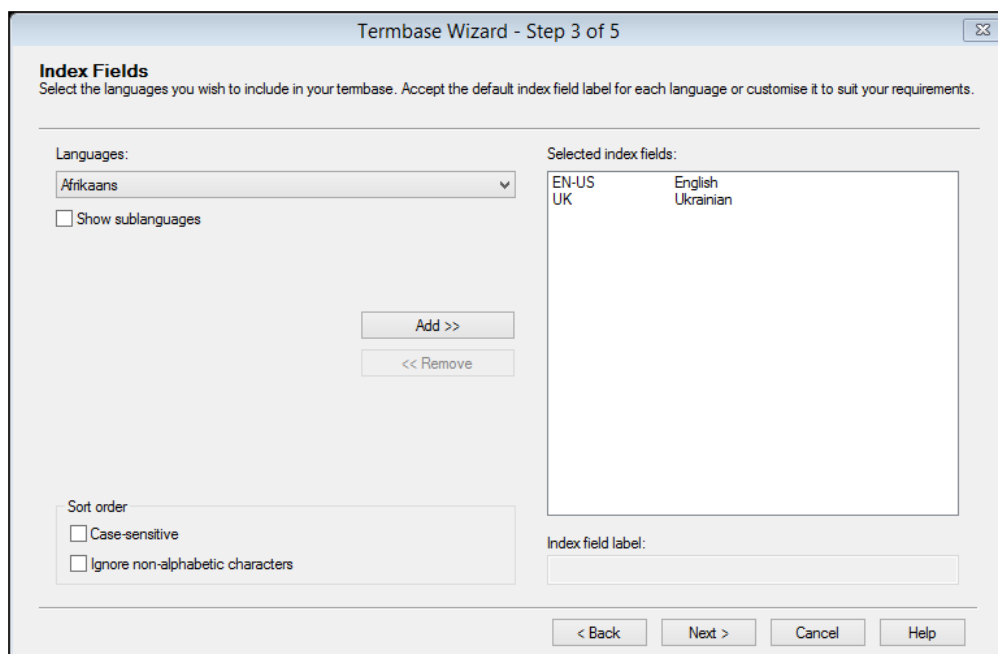 Termbase Wizard - Step 3 of 5
Index Fields
Select the languages you wish to include in your termbase. Accept the default index field label for each language or customise it to suit your requirements.
Languages:
Afrikaans
Show sublanguages
Add >>
<< Remove
Sort order
Case-sensitive
Ignore non-alphabetic characters
Selected index fields:
EN-US English
UK Ukrainian
Index field label:
< Back Next > Cancel Help